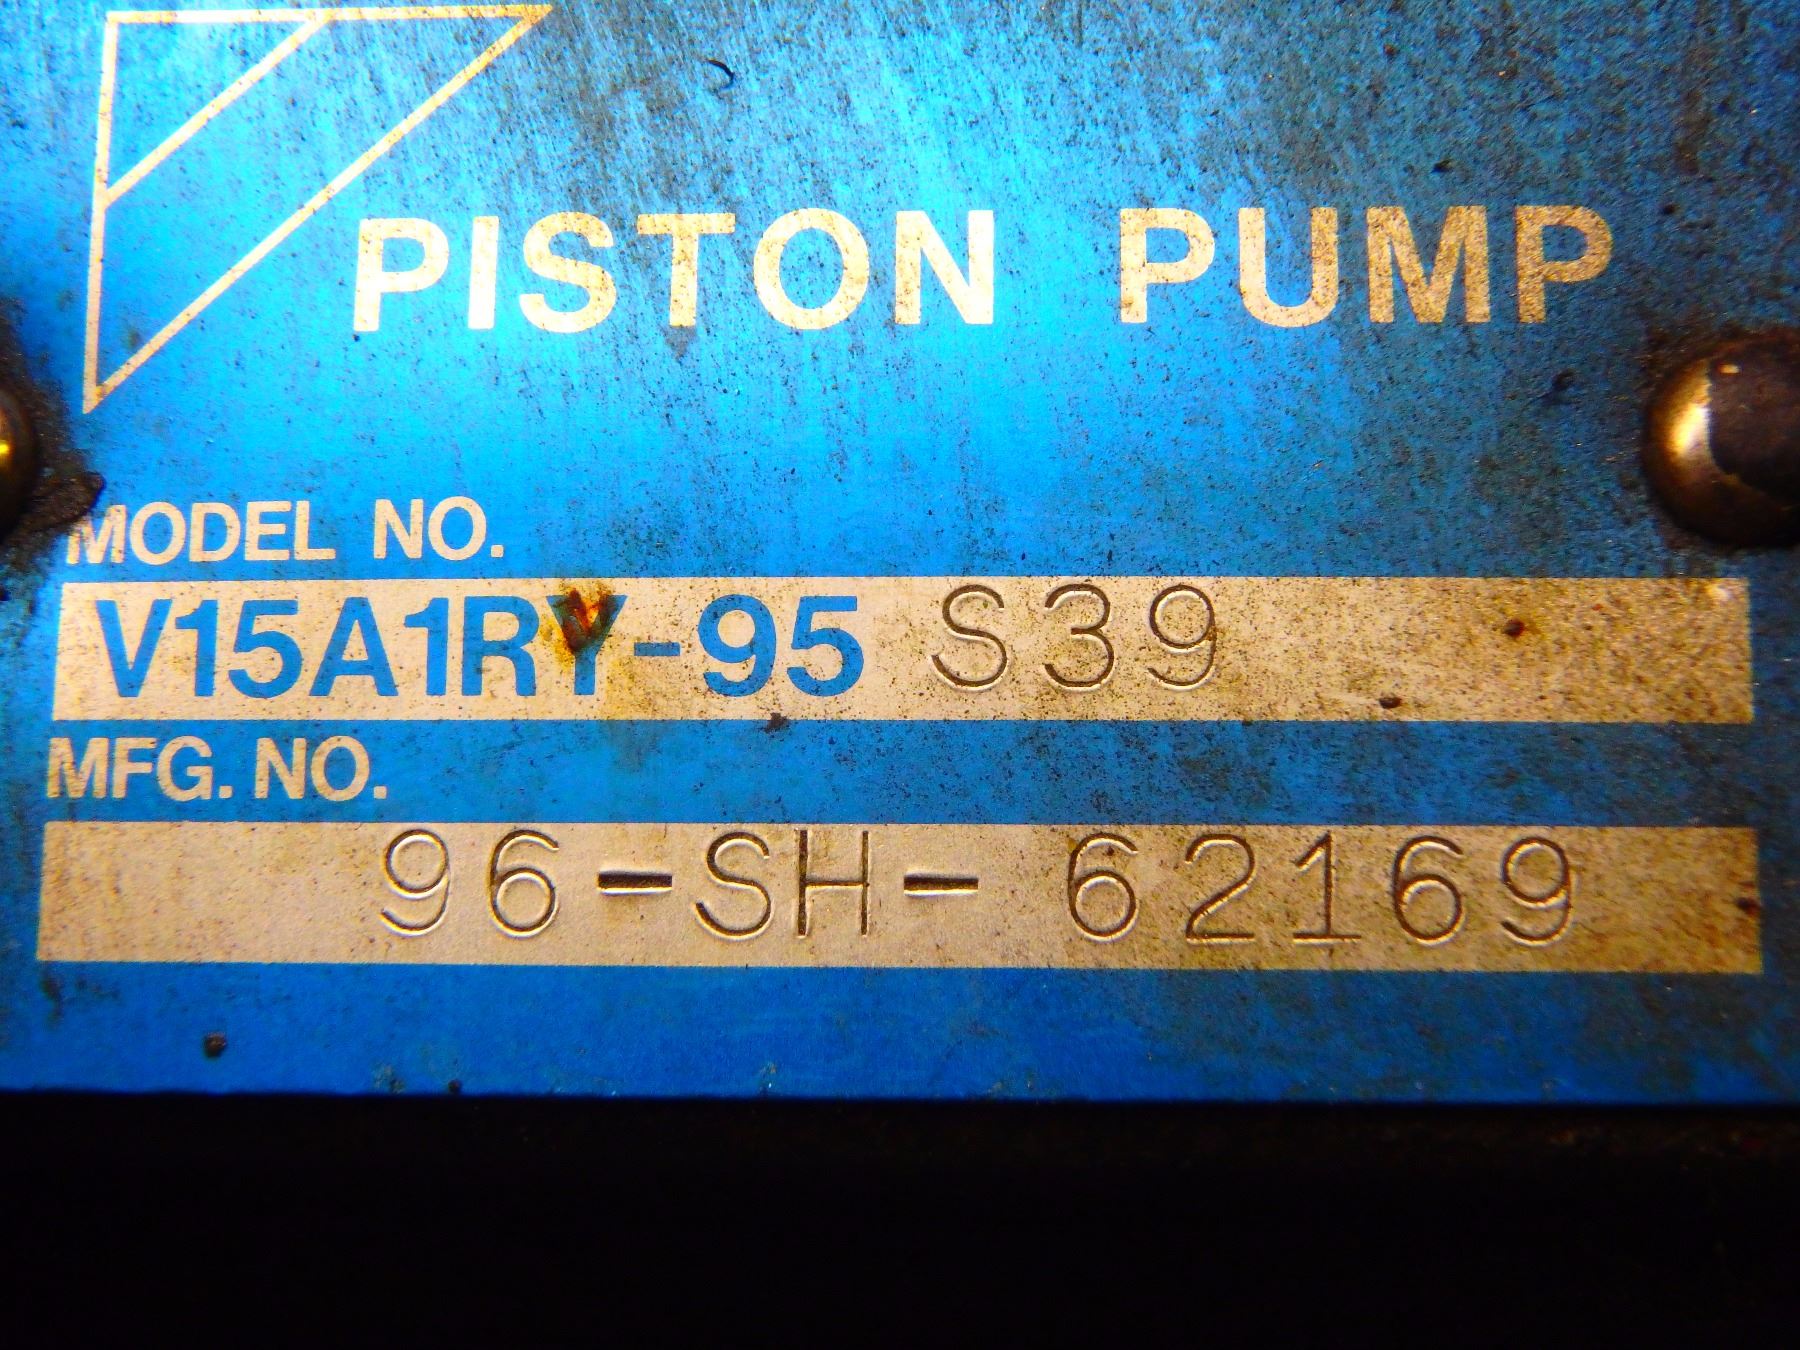 PISTON PUMP
MODEL NO.
V15A1RY-95 S39
MFG. NO.
96-SH-62169